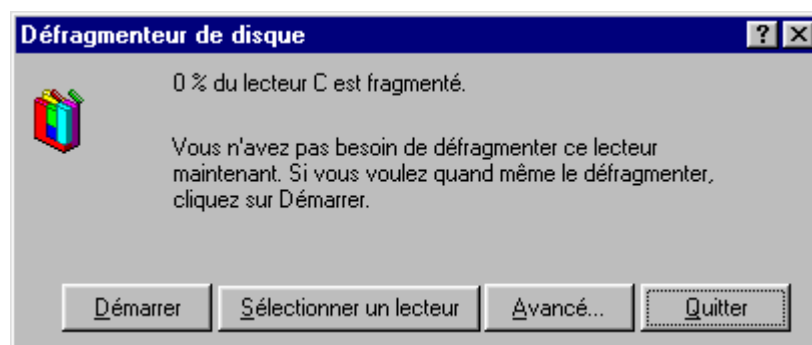 Défragmenteur de disque
0 % du lecteur C est fragmenté.
Vous n'avez pas besoin de défragmenter ce lecteur
maintenant. Si vous voulez quand même le défragmenter,
cliquez sur Démarrer.
Démarrer
Sélectionner un lecteur
Avancé...
Quitter